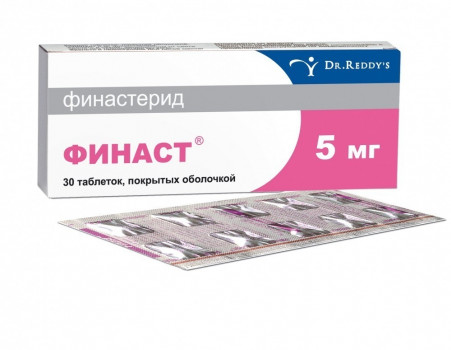 Dr.Reddy's
финастерид
ФИНАСТ®
5 мг
30 таблеток, покрытых оболочкой